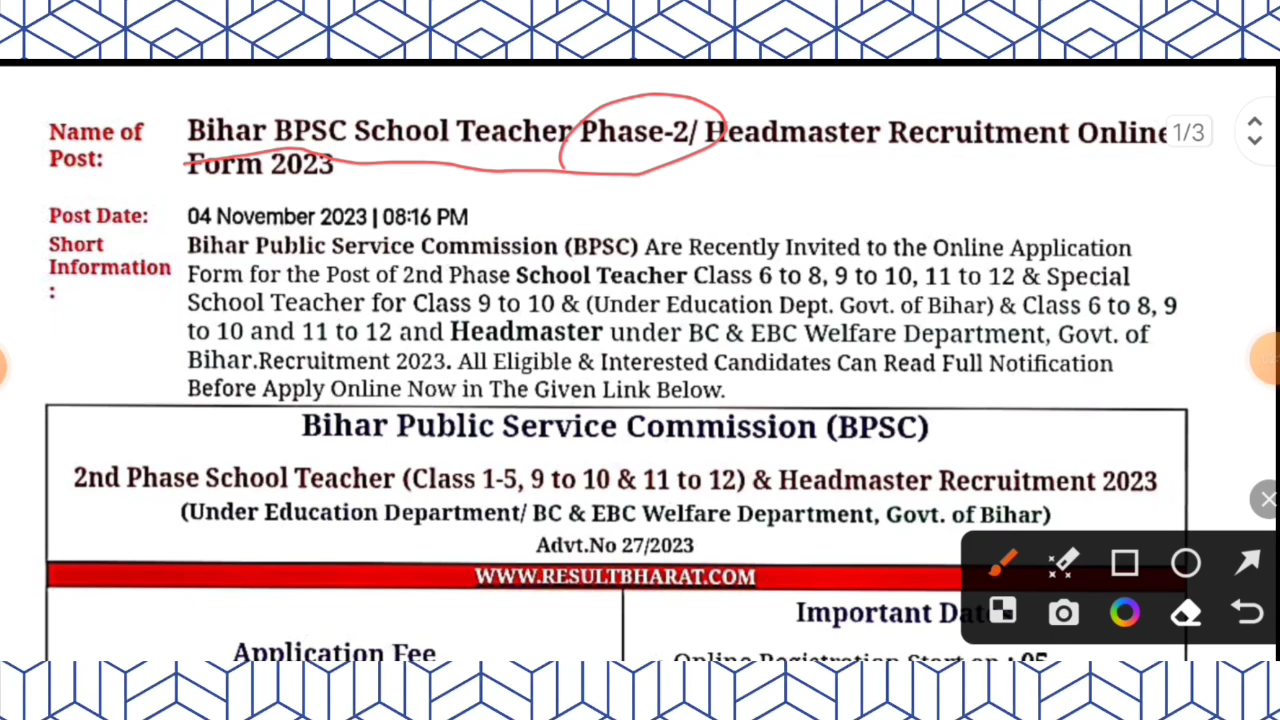 Name of Post:
Bihar BPSC School Teacher Phase-2/ Headmaster Recruitment Online
Form 2023
1/3
Post Date:
04 November 2023 | 08:16 PM
Short
Information
:
Bihar Public Service Commission (BPSC) Are Recently Invited to the Online Application
Form for the Post of 2nd Phase School Teacher Class 6 to 8, 9 to 10, 11 to 12 & Special
School Teacher for Class 9 to 10 & (Under Education Dept. Govt. of Bihar) & Class 6 to 8, 9
to 10 and 11 to 12 and Headmaster under BC & EBC Welfare Department, Govt. of
Bihar.Recruitment 2023. All Eligible & Interested Candidates Can Read Full Notification
Before Apply Online Now in The Given Link Below.
Bihar Public Service Commission (BPSC)
2nd Phase School Teacher (Class 1-5, 9 to 10 & 11 to 12) & Headmaster Recruitment 2023
(Under Education Department/ BC & EBC Welfare Department, Govt. of Bihar)
Advt.No 27/2023
WWW.RESULTBHARAT.COM
Application Fee
Important
Online Registration Start on : 05